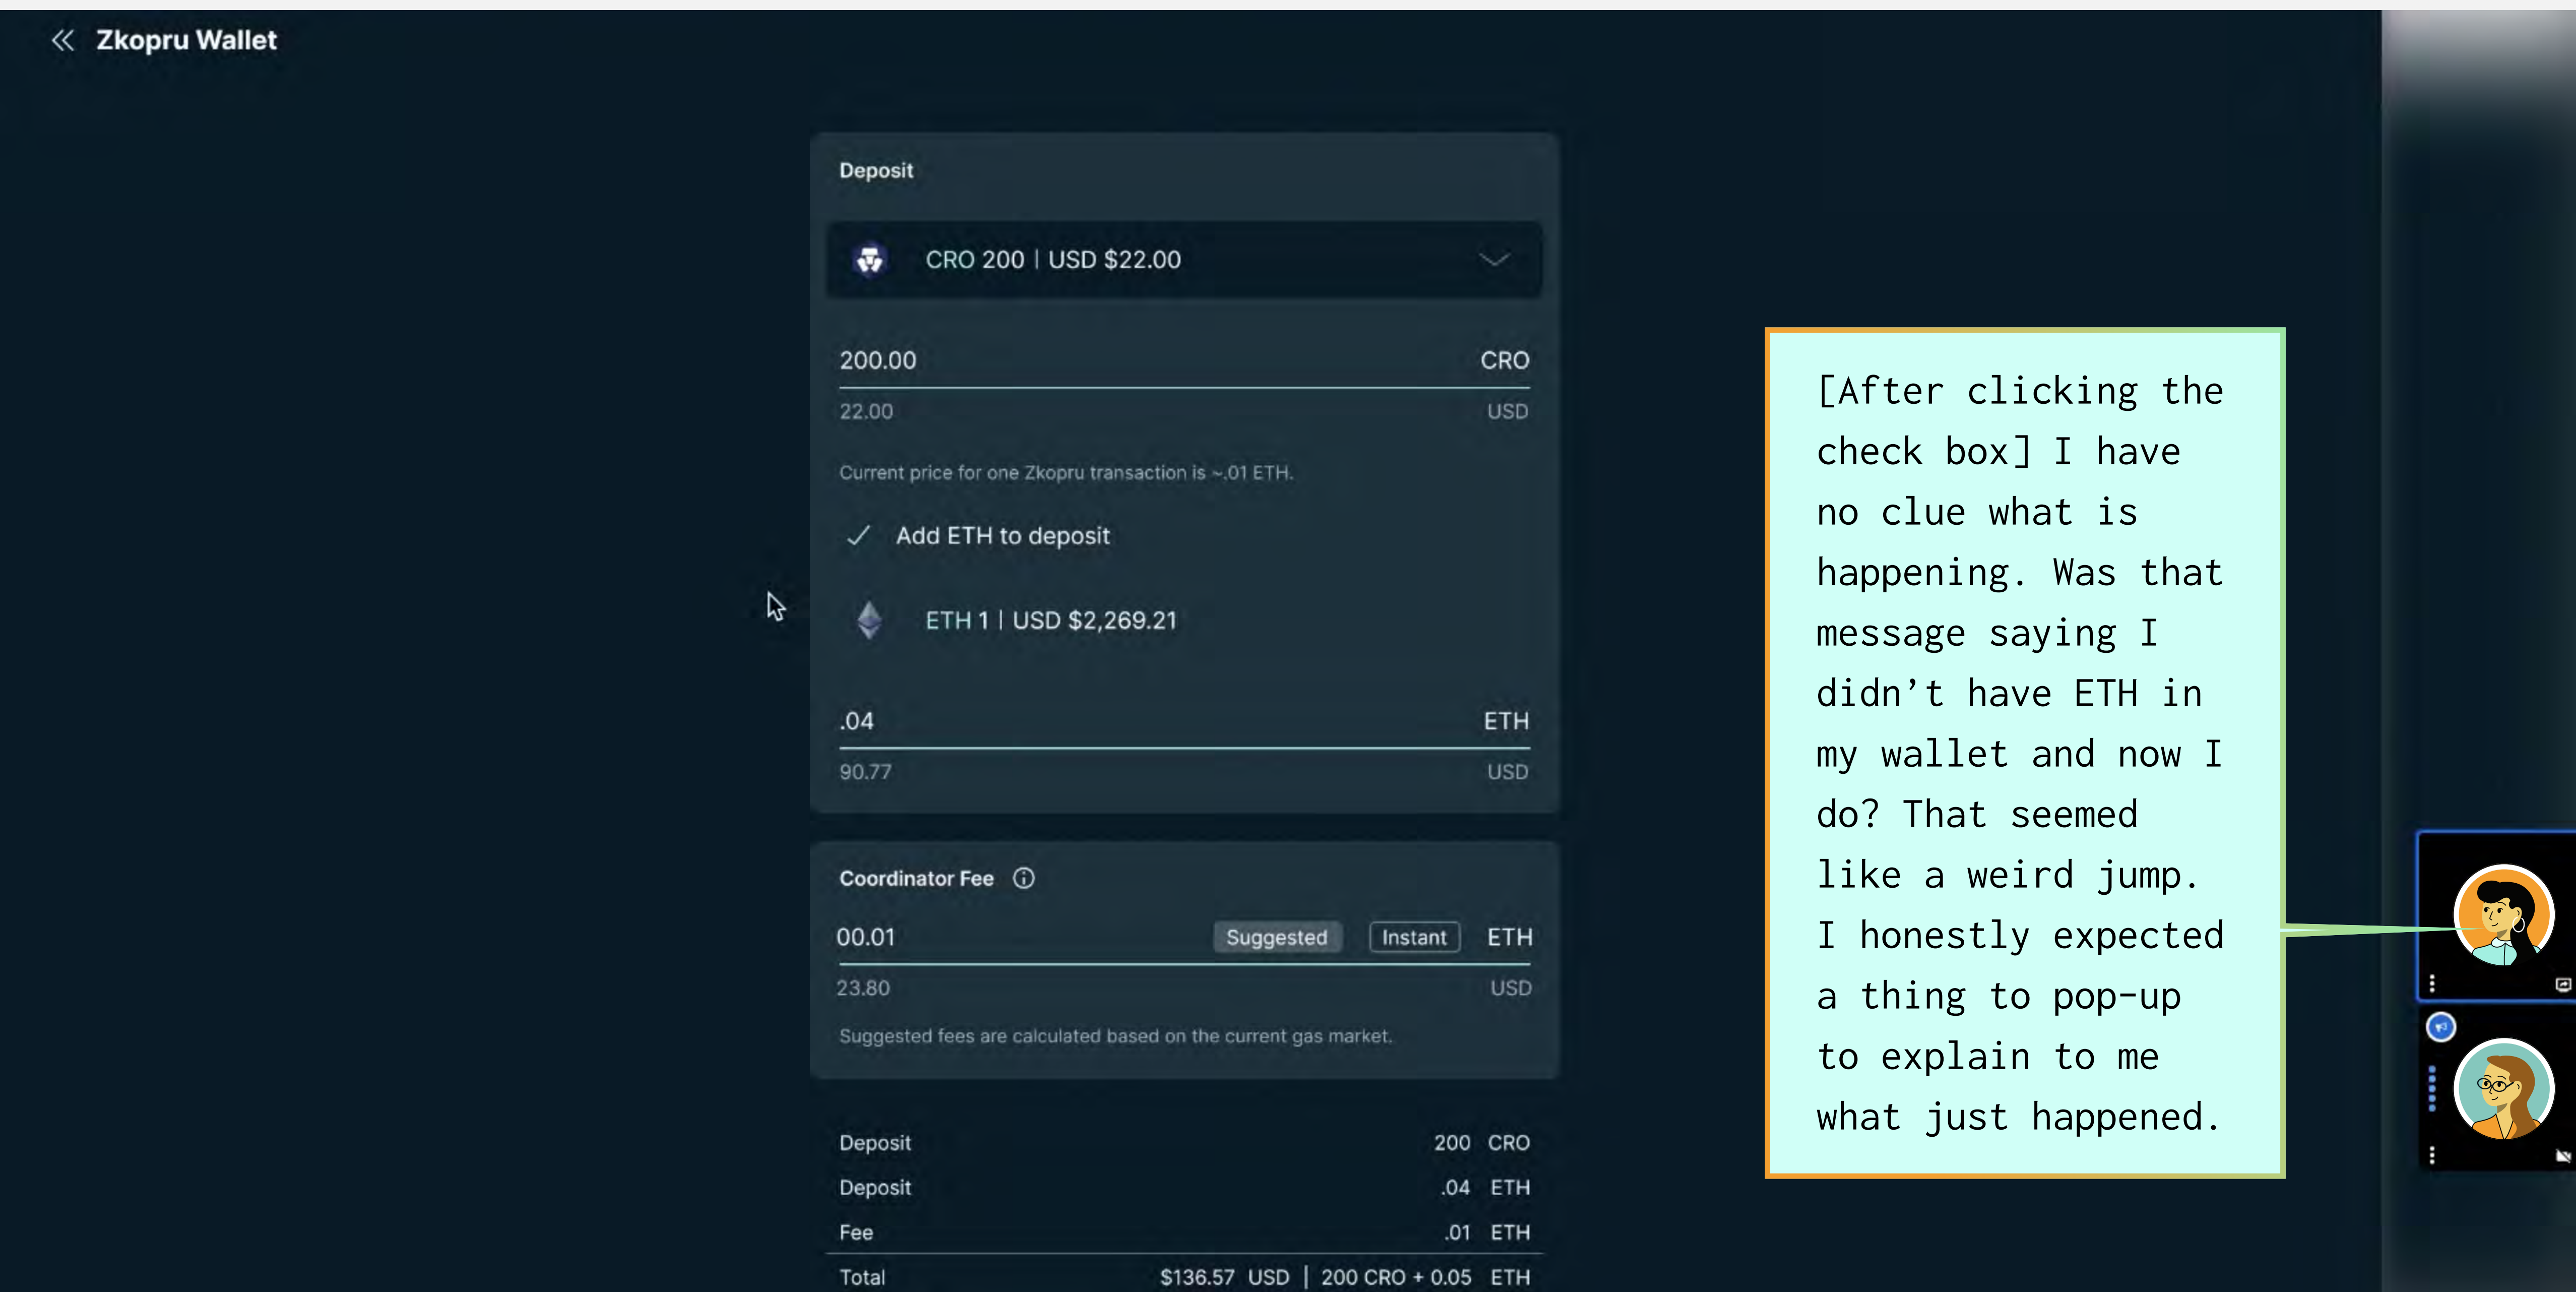 Zkopru Wallet
Deposit
CRO 200 | USD $22.00
200.00 CRO
22.00 USD
Current price for one Zkopru transaction is ~.01 ETH.
Add ETH to deposit
ETH 1 | USD $2,269.21
.04 ETH
90.77 USD
Coordinator Fee
00.01 Suggested Instant ETH
23.80 USD
Suggested fees are calculated based on the current gas market.
Deposit 200 CRO
Deposit .04 ETH
Fee .01 ETH
Total $136.57 USD | 200 CRO + 0.05 ETH
[After clicking the
check box] I have
no clue what is
happening. Was that
message saying I
didn’t have ETH in
my wallet and now I
do? That seemed
like a weird jump.
I honestly expected
a thing to pop-up
to explain to me
what just happened.